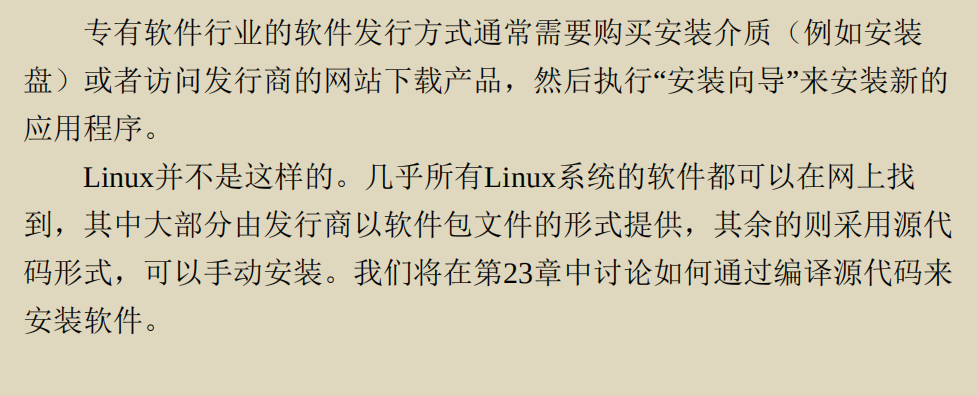 专有软件行业的软件发行方式通常需要购买安装介质（例如安装
盘）或者访问发行商的网站下载产品，然后执行“安装向导”来安装新的
应用程序。
Linux并不是这样的。几乎所有Linux系统的软件都可以在网上找
到，其中大部分由发行商以软件包文件的形式提供，其余的则采用源代
码形式，可以手动安装。我们将在第23章中讨论如何通过编译源代码来
安装软件。